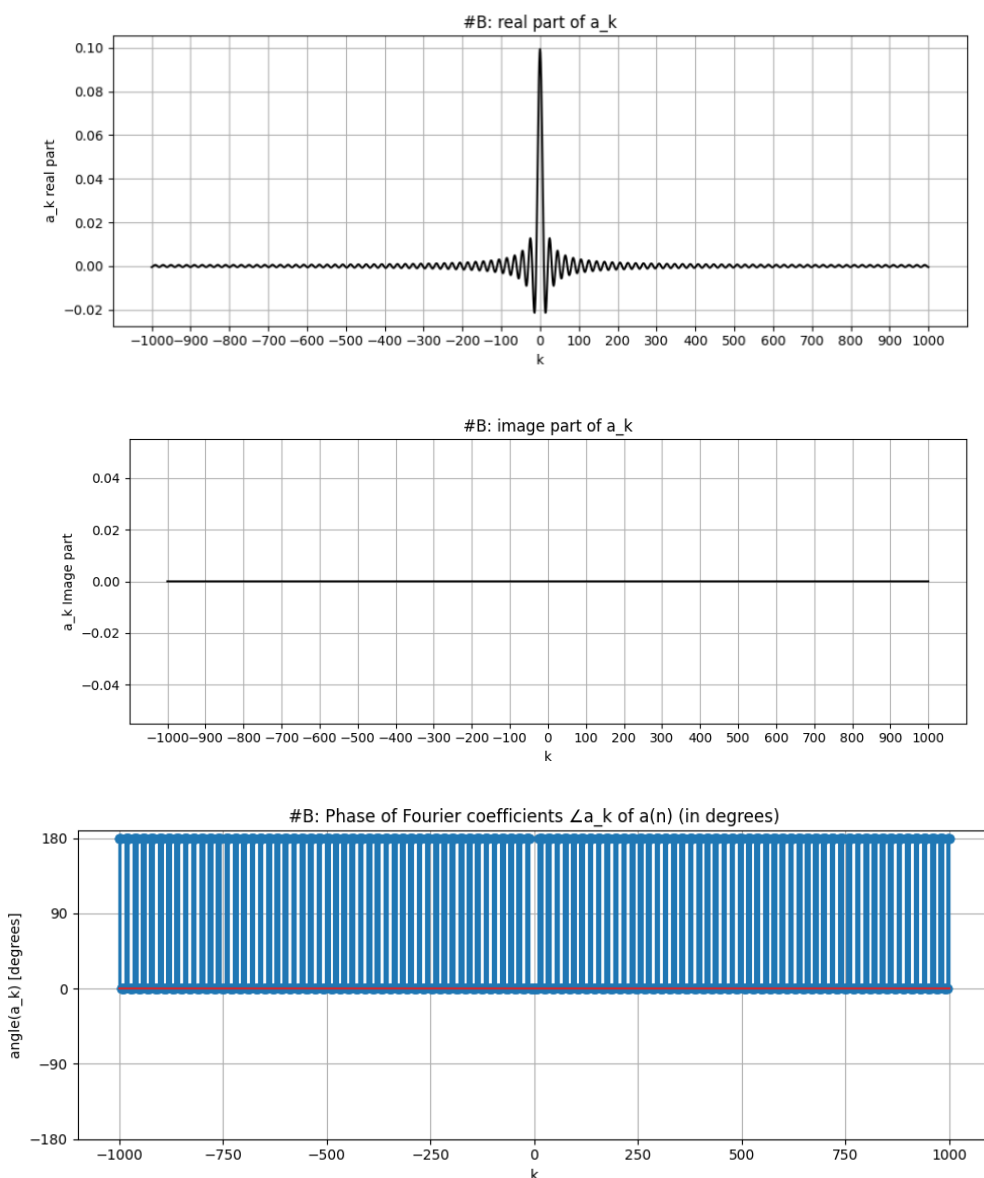 #B: real part of a_k
0.10
0.08
0.06
0.04
0.02
0.00
−0.02
a_k real part
−1000−900 −800 −700 −600 −500 −400 −300 −200 −100 0 100 200 300 400 500 600 700 800 900 1000
k
#B: image part of a_k
0.04
0.02
0.00
−0.02
−0.04
a_k Image part
−1000−900 −800 −700 −600 −500 −400 −300 −200 −100 0 100 200 300 400 500 600 700 800 900 1000
k
#B: Phase of Fourier coefficients ∠a_k of a(n) (in degrees)
180
90
0
−90
−180
angle(a_k) [degrees]
−1000 −750 −500 −250 0 250 500 750 1000
k